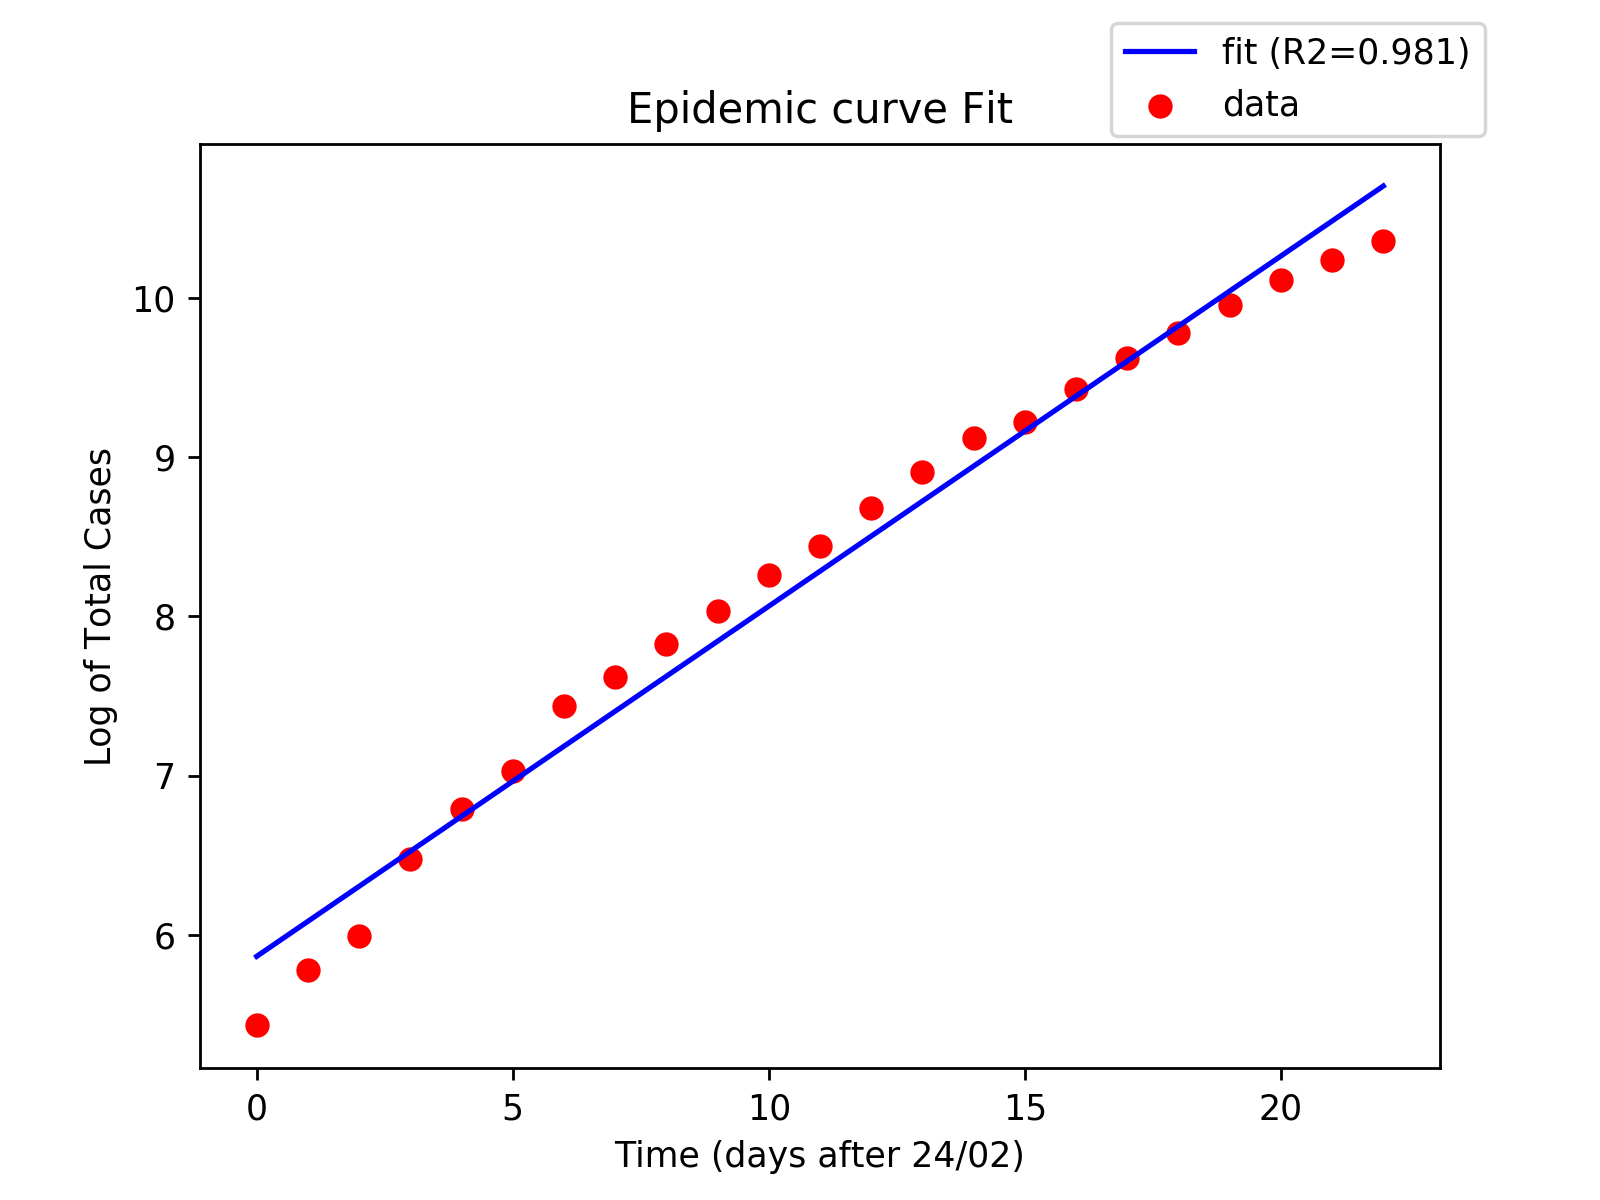 fit (R2=0.981)
data
Epidemic curve Fit
Log of Total Cases
10
9
8
7
6
0 5 10 15 20
Time (days after 24/02)